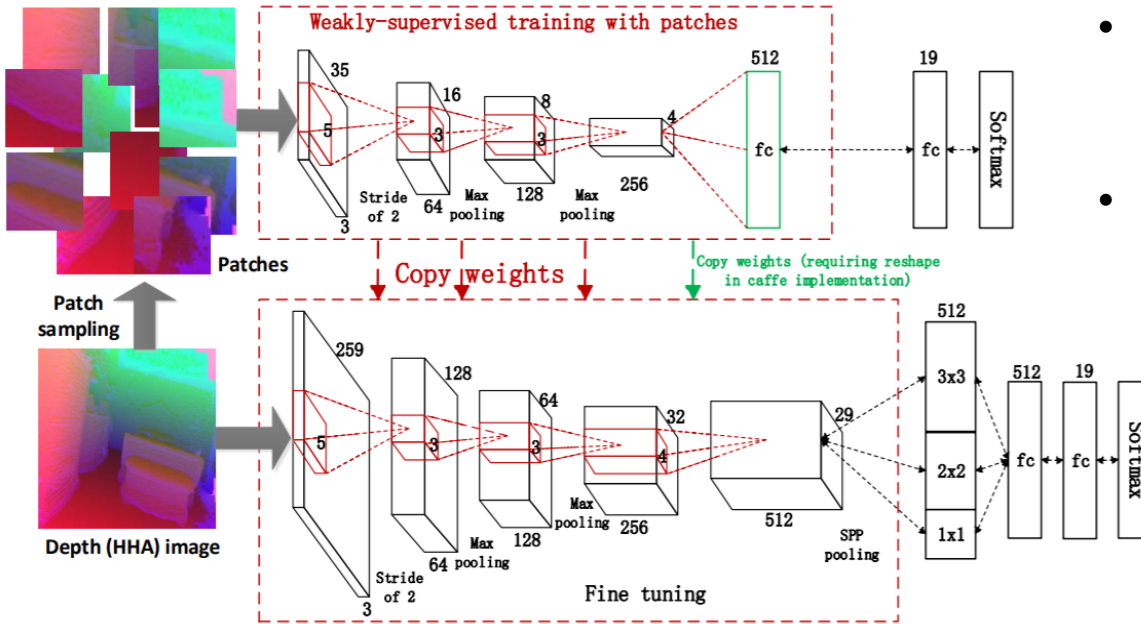 Weakly-supervised training with patches
35
5
3
Stride
of 2
16
3
64
Max
pooling
8
3
128
Max
pooling
4
256
512
fc
19
fc
Softmax
Patches
Copy weights
Copy weights (requiring reshape
in caffe implementation)
Patch
sampling
Depth (HHA) image
259
5
3
Stride
of 2
128
3
64
Max
pooling
64
3
128
Max
pooling
32
4
256
29
512
SPP
pooling
Fine tuning
512
3x3
2x2
1x1
512
fc
19
fc
Softmax